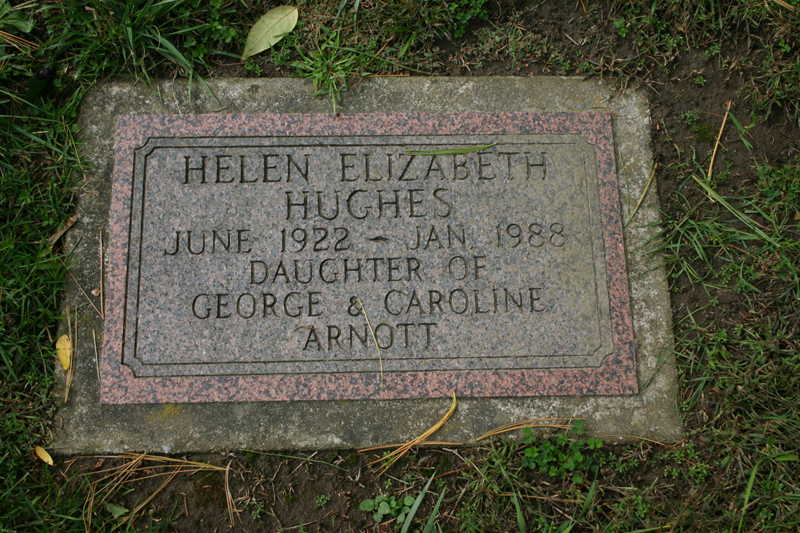 HELEN ELIZABETH
HUGHES
JUNE 1922 - JAN 1988
DAUGHTER OF
GEORGE & CAROLINE
ARNOTT